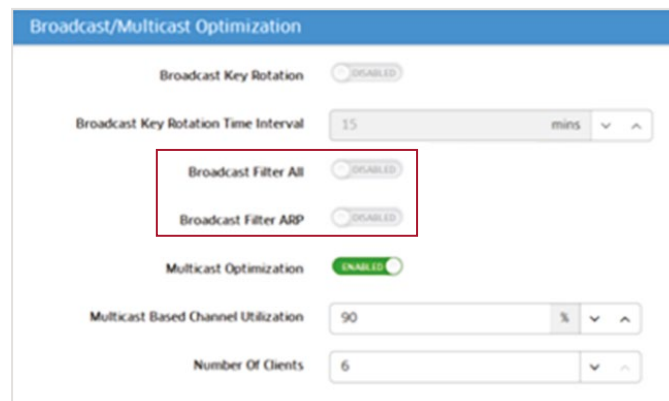 Broadcast/Multicast Optimization
Broadcast Key Rotation DISABLED
Broadcast Key Rotation Time Interval 15 mins
Broadcast Filter All DISABLED
Broadcast Filter ARP DISABLED
Multicast Optimization ENABLED
Multicast Based Channel Utilization 90 %
Number Of Clients 6